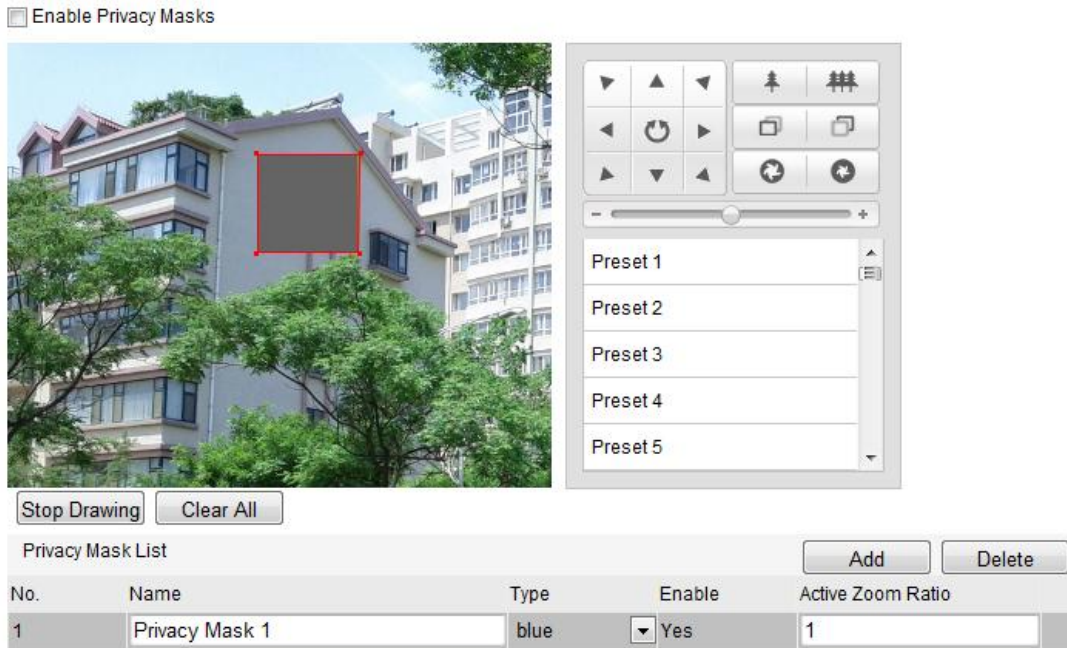 Enable Privacy Masks
Preset 1
Preset 2
Preset 3
Preset 4
Preset 5
Stop Drawing Clear All
Privacy Mask List Add Delete
No. Name Type Enable Active Zoom Ratio
1 Privacy Mask 1 blue Yes 1